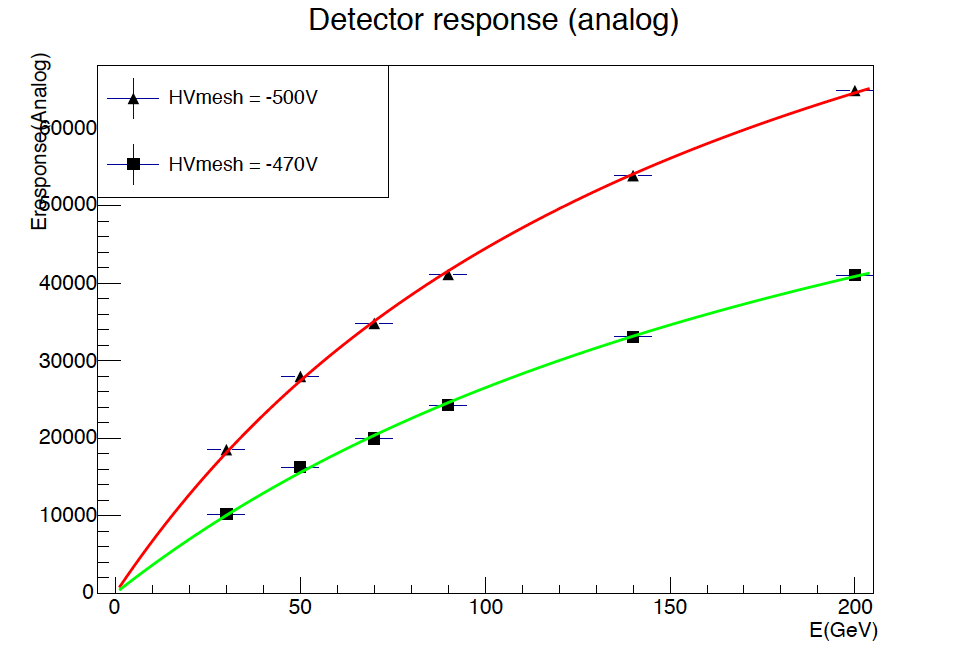 Detector response (analog)
Eresponse(Analog)
HVmesh = -500V
HVmesh = -470V
60000
50000
40000
30000
20000
10000
0
0 50 100 150 200
E(GeV)